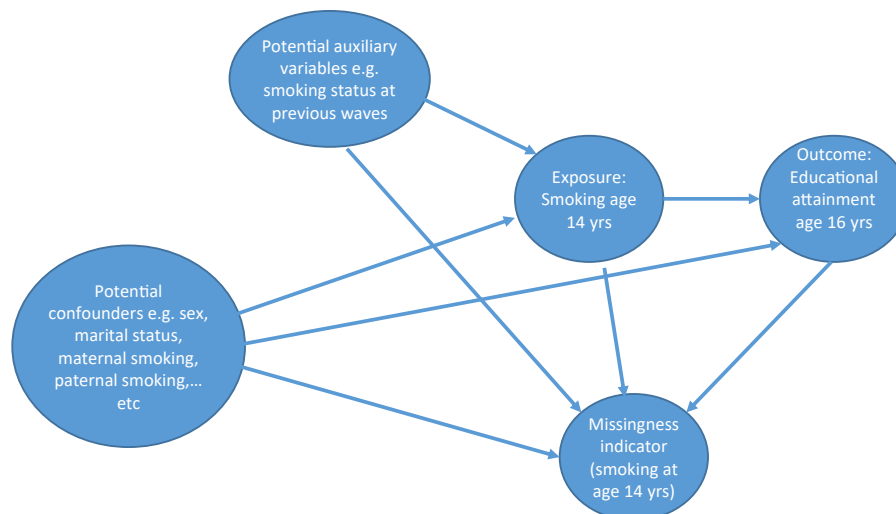 Potential auxiliary
variables e.g.
smoking status at
previous waves
Exposure:
Smoking age
14 yrs
Outcome:
Educational
attainment
age 16 yrs
Potential
confounders e.g. sex,
marital status,
maternal smoking,
paternal smoking,...
etc
Missingness
indicator
(smoking at
age 14 yrs)